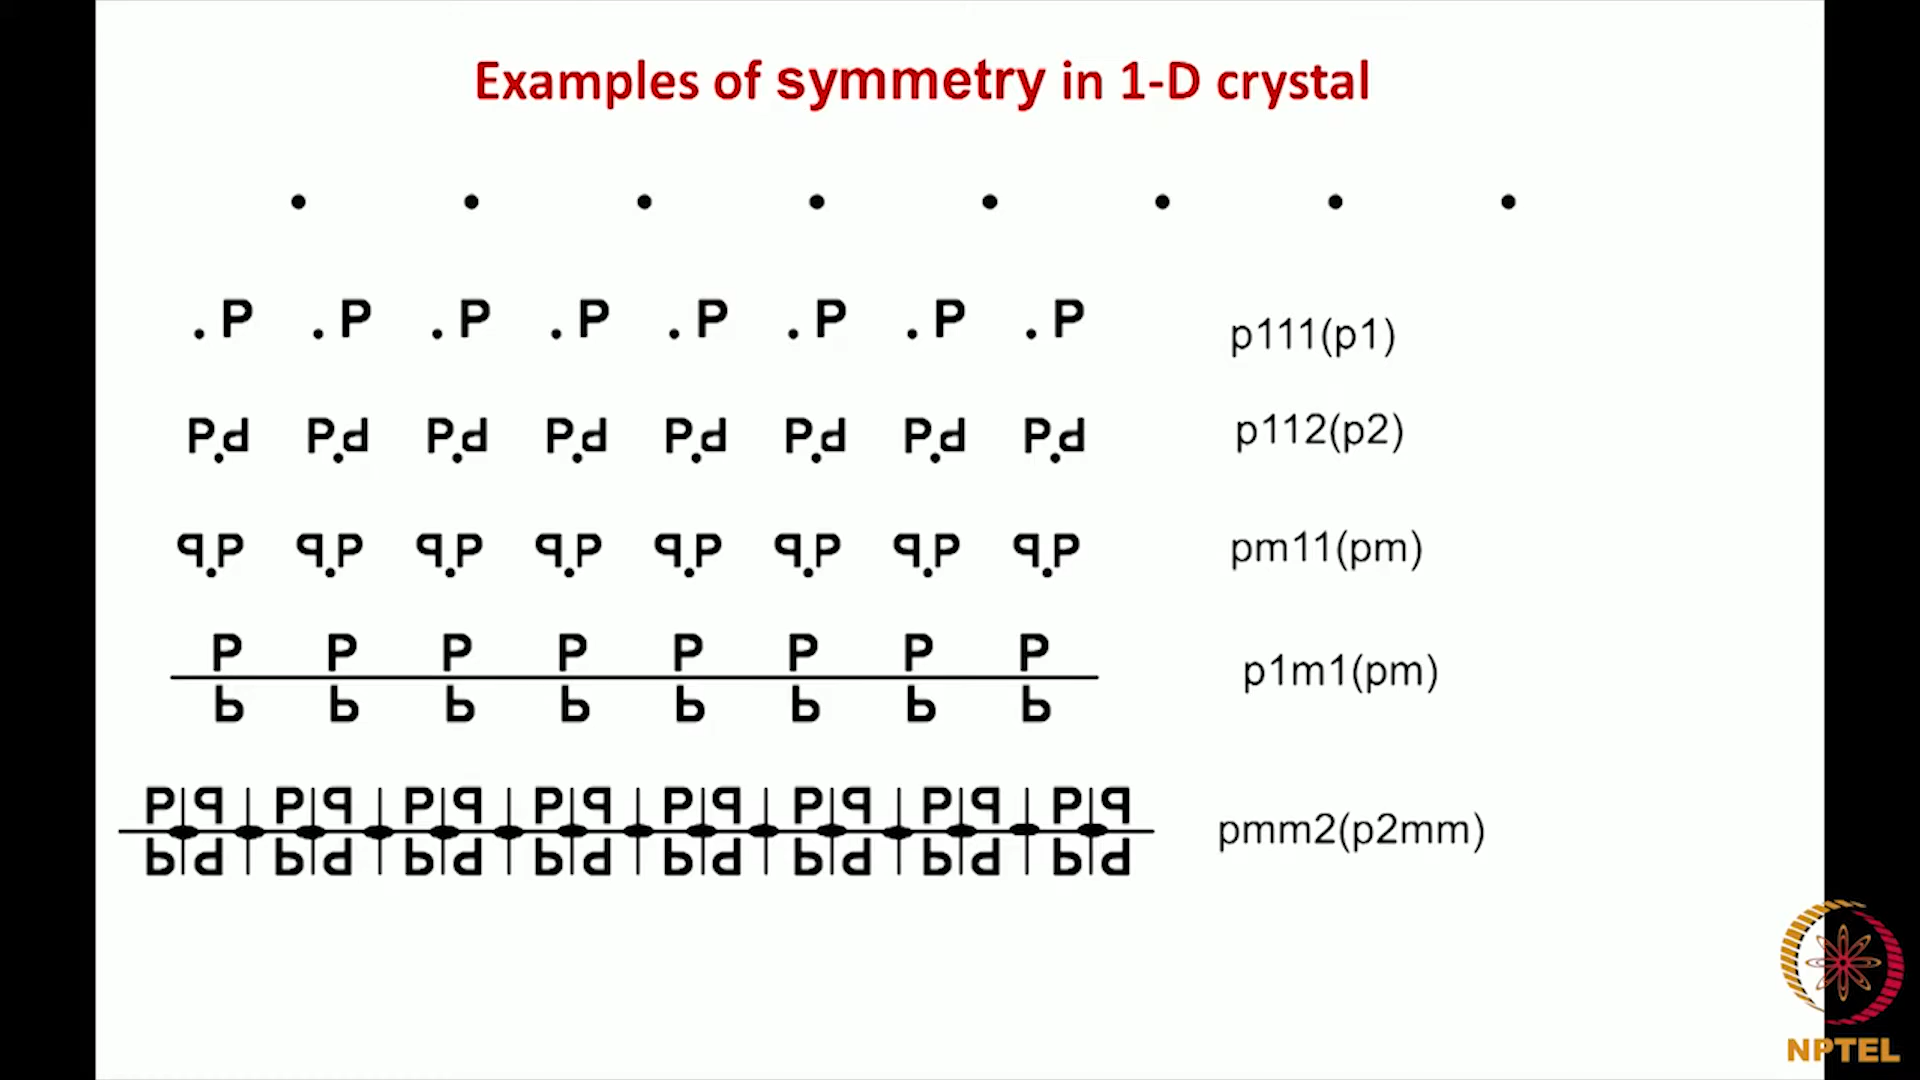 Examples of symmetry in 1-D crystal
. P . P . P . P . P . P . P . P p111(p1)
P.d P.d P.d P.d P.d P.d P.d P.d p112(p2)
q.P q.P q.P q.P q.P q.P q.P q.P pm11(pm)
P P P P P P P P
b b b b b b b b p1m1(pm)
P|q P|q P|q P|q P|q P|q P|q P|q
b|d b|d b|d b|d b|d b|d b|d b|d pmm2(p2mm)
NPTEL